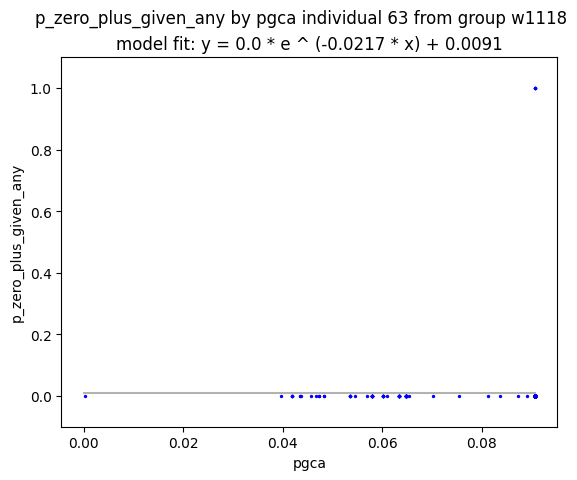 p_zero_plus_given_any by pgca individual 63 from group w1118
model fit: y = 0.0 * e ^ (-0.0217 * x) + 0.0091
p_zero_plus_given_any
1.0
0.8
0.6
0.4
0.2
0.0
0.00 0.02 0.04 0.06 0.08
pgca